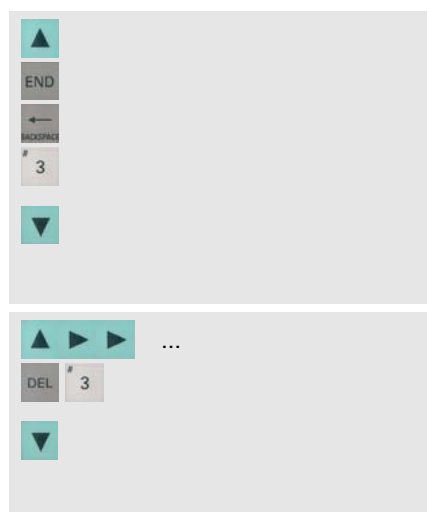 ▲
END
←
BACKSPACE
#
3
▼
▲ ► ► ...
DEL # 3
▼